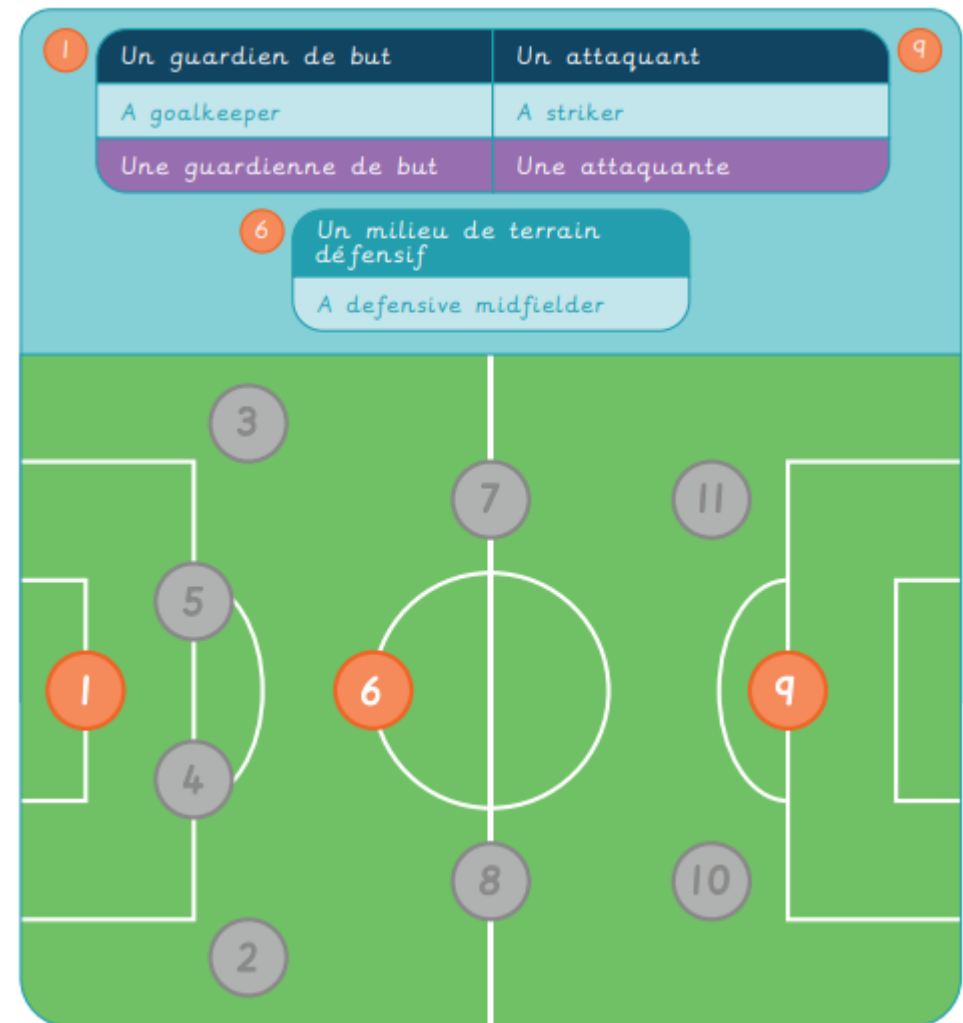 1
Un guardien de but
Un attaquant
9
A goalkeeper
A striker
Une guardienne de but
Une attaquante
6
Un milieu de terrain
défensif
A defensive midfielder
3
7
11
5
1
6
9
4
8
10
2